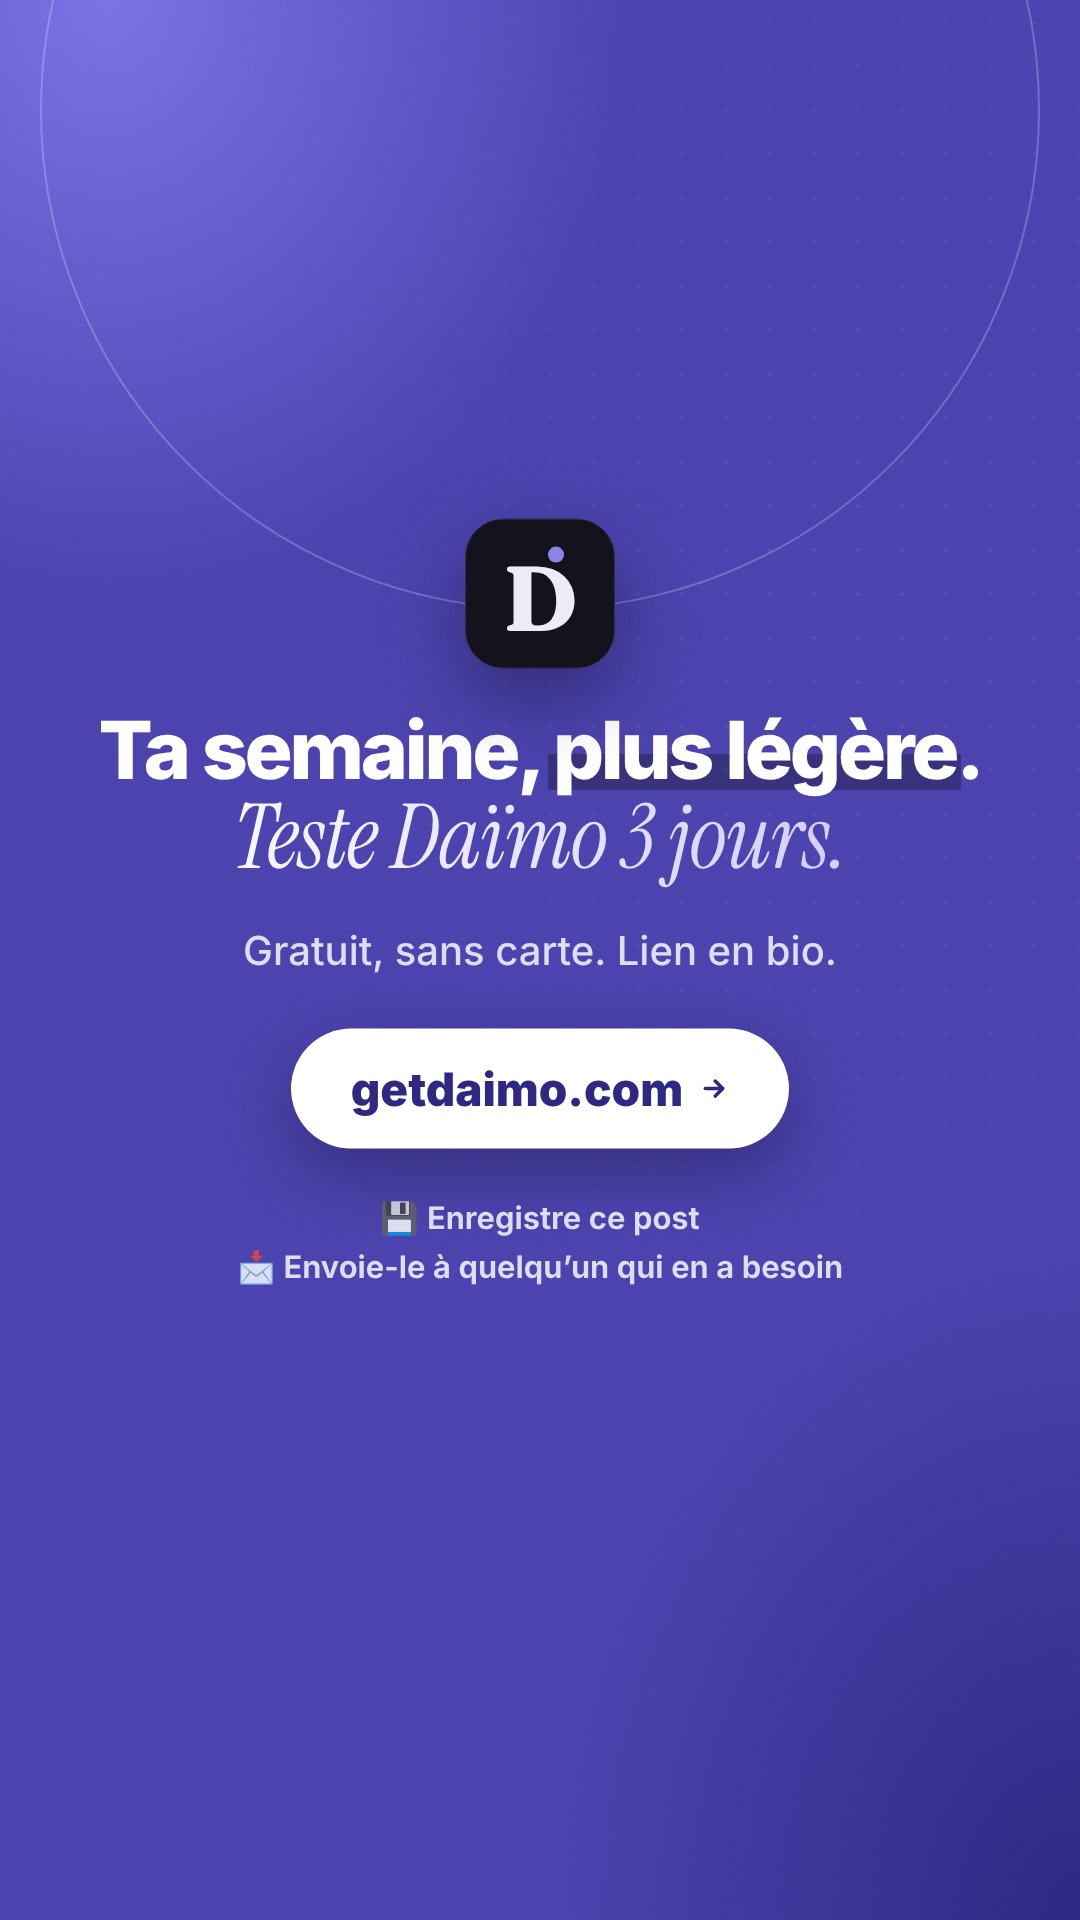 D
Ta semaine, plus légère.
Teste Daïmo 3 jours.
Gratuit, sans carte. Lien en bio.
getdaimo.com →
💾 Enregistre ce post
📩 Envoie-le à quelqu’un qui en a besoin